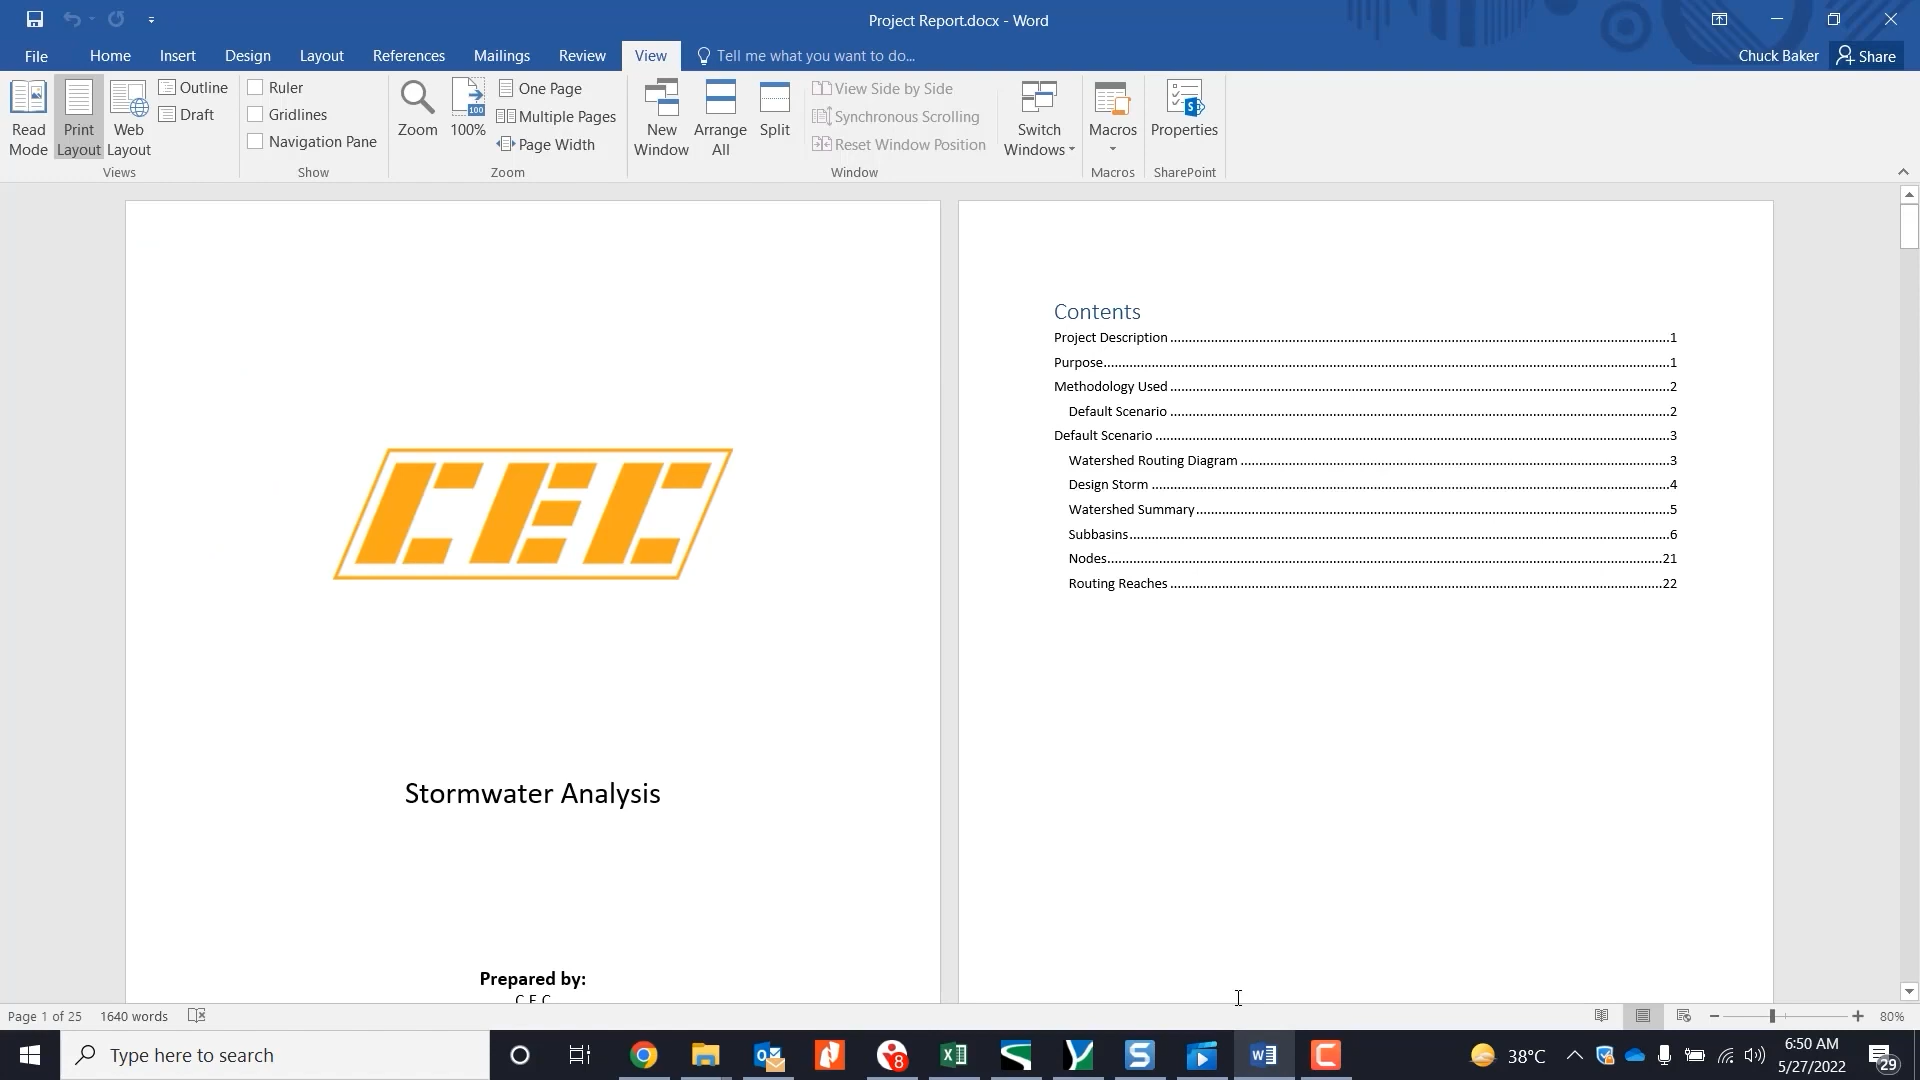 Project Report.docx - Word
File Home Insert Design Layout References Mailings Review View Tell me what you want to do...
Chuck Baker Share
Read Mode
Print Layout
Web Layout
Outline
Draft
Views
Ruler
Gridlines
Navigation Pane
Show
Zoom
100
100%
One Page
Multiple Pages
Page Width
Zoom
New Window
Arrange All
Split
View Side by Side
Synchronous Scrolling
Reset Window Position
Window
Switch Windows
Macros
Macros
Properties
SharePoint
CEC
Stormwater Analysis
Prepared by:
C E C
Contents
Project Description 1
Purpose 1
Methodology Used 2
Default Scenario 2
Default Scenario 3
Watershed Routing Diagram 3
Design Storm 4
Watershed Summary 5
Subbasins 6
Nodes 21
Routing Reaches 22
Page 1 of 25 1640 words
80%
Type here to search
8
38°C
6:50 AM
5/27/2022
29